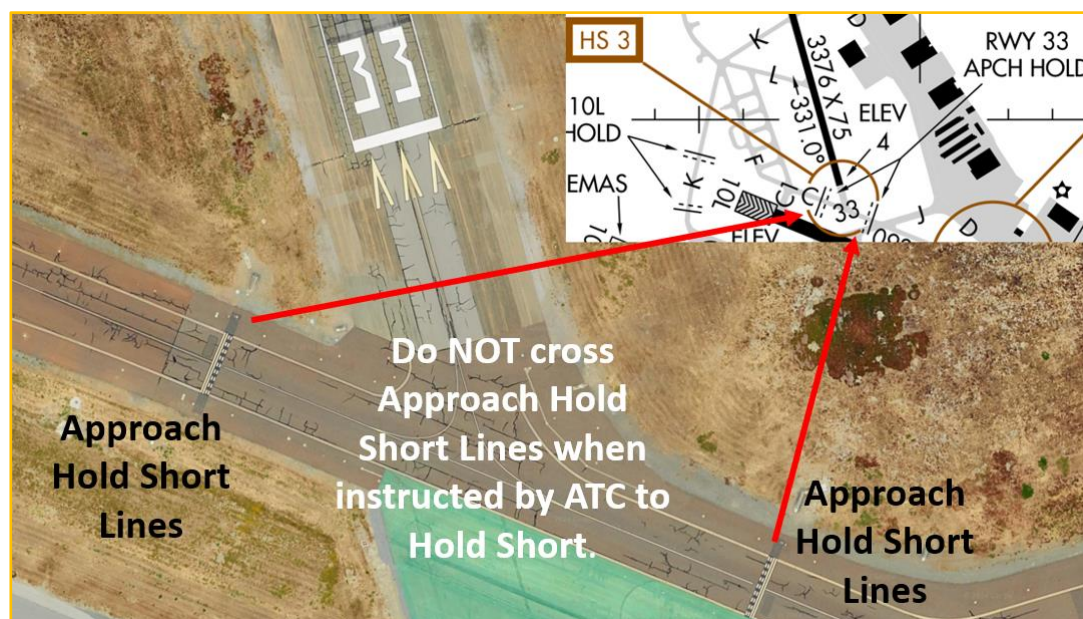 33
HS 3
K
L
3376 X 75
331.0°
D
RWY 33
APCH HOLD
ELEV
4
10L
HOLD
F
K
EMAS
10L
C
33
J
D
ELEV
Do NOT cross
Approach Hold
Short Lines when
instructed by ATC to
Hold Short.
Approach
Hold Short
Lines
Approach
Hold Short
Lines